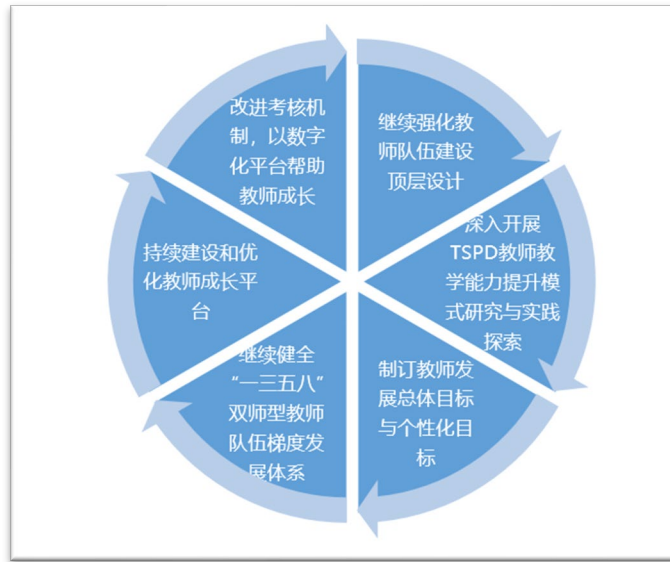 改进考核机
制，以数字
化平台帮助
教师成长
继续强化教
师队伍建设
顶层设计
深入开展
TSPD教师教
学能力提升模
式研究与实践
探索
制订教师发
展总体目标
与个性化目
标
继续健全
“一三五八”
双师型教师
队伍梯度发
展体系
持续建设和优
化教师成长平
台